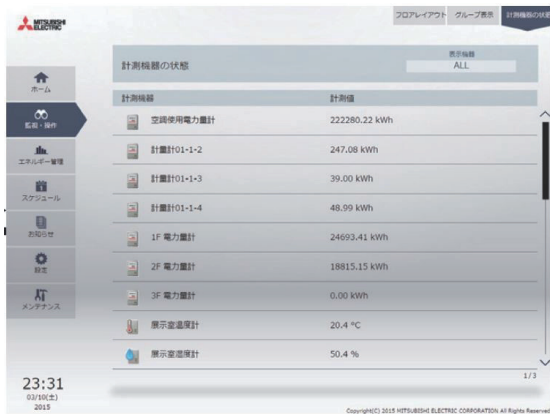 MITSUBISHI
ELECTRIC
フロアレイアウト グループ表示 計測機器の状態
計測機器の状態
表示機器
ALL
ホーム
監視・操作
エネルギー管理
スケジュール
お知らせ
設定
メンテナンス
計測機器 計測値
空調使用電力量計 222280.22 kWh
計量計01-1-2 247.08 kWh
計量計01-1-3 39.00 kWh
計量計01-1-4 48.99 kWh
1F 電力量計 24693.41 kWh
2F 電力量計 18815.15 kWh
3F 電力量計 0.00 kWh
展示室温度計 20.4 °C
展示室湿度計 50.4 %
1/3
23:31
03/10(土)
2015
Copyright(C) 2015 MITSUBISHI ELECTRIC CORPORATION All Rights Reserved